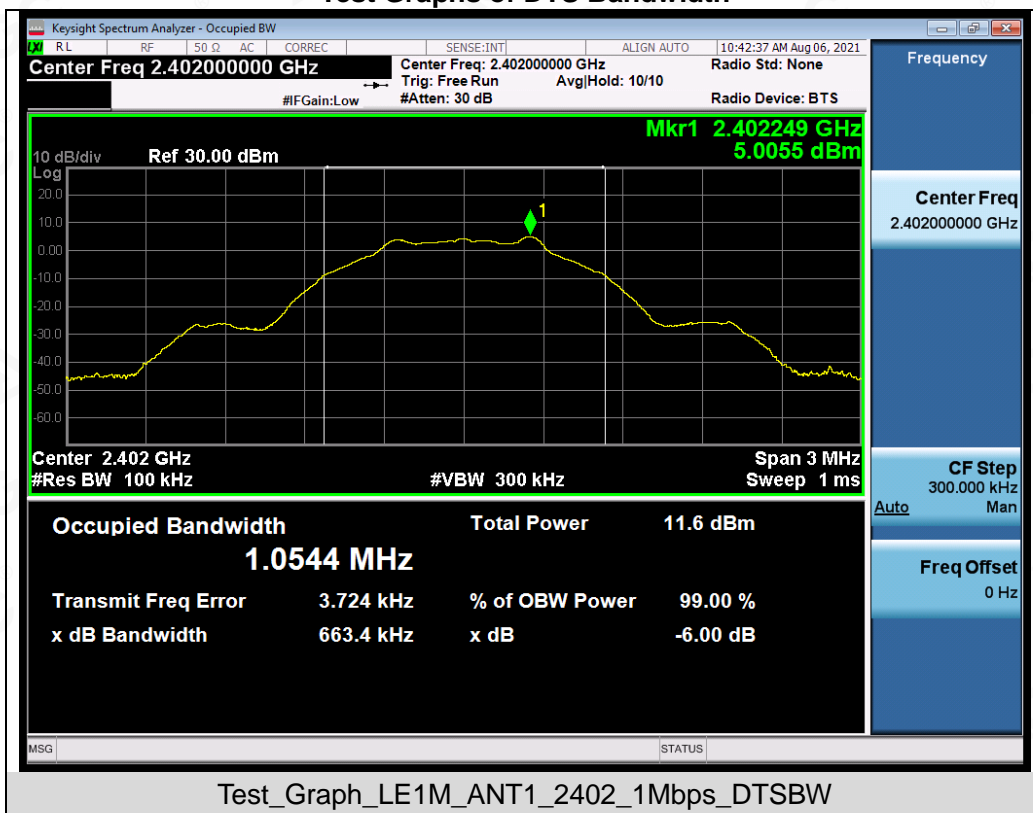 Test Graphs of DTS Bandwidth
Keysight Spectrum Analyzer - Occupied BW
LXI RL RF 50 Ω AC CORREC SENSE:INT ALIGN AUTO 10:42:37 AM Aug 06, 2021
Center Freq 2.402000000 GHz Center Freq: 2.402000000 GHz Radio Std: None
Trig: Free Run Avg|Hold: 10/10
#IFGain:Low #Atten: 30 dB Radio Device: BTS
Frequency
Mkr1 2.402249 GHz
5.0055 dBm
10 dB/div Ref 30.00 dBm
Log
20.0
10.0
0.00
-10.0
-20.0
-30.0
-40.0
-50.0
-60.0
1
Center 2.402 GHz Span 3 MHz
#Res BW 100 kHz #VBW 300 kHz Sweep 1 ms
Center Freq
2.402000000 GHz
CF Step
300.000 kHz
Auto Man
Freq Offset
0 Hz
Occupied Bandwidth Total Power 11.6 dBm
1.0544 MHz
Transmit Freq Error 3.724 kHz % of OBW Power 99.00 %
x dB Bandwidth 663.4 kHz x dB -6.00 dB
MSG STATUS
Test_Graph_LE1M_ANT1_2402_1Mbps_DTSBW